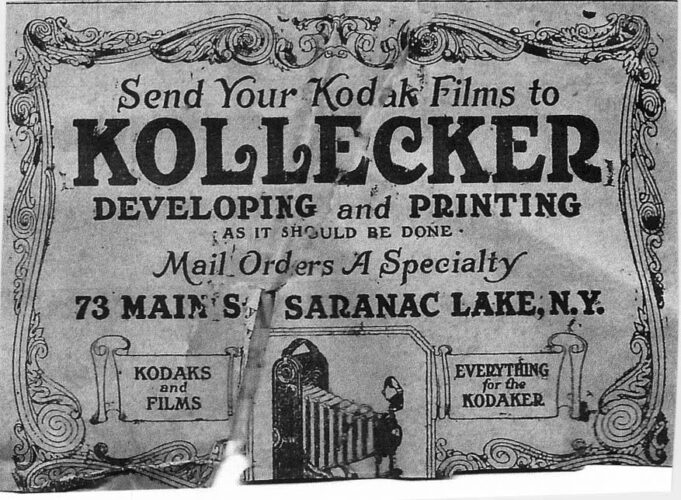 Send Your Kodak Films to
KOLLECKER
DEVELOPING and PRINTING
AS IT SHOULD BE DONE.
Mail Orders A Specialty
73 MAIN S SARANAC LAKE, N.Y.
KODAKS
and
FILMS
EVERYTHING
for the
KODAKER